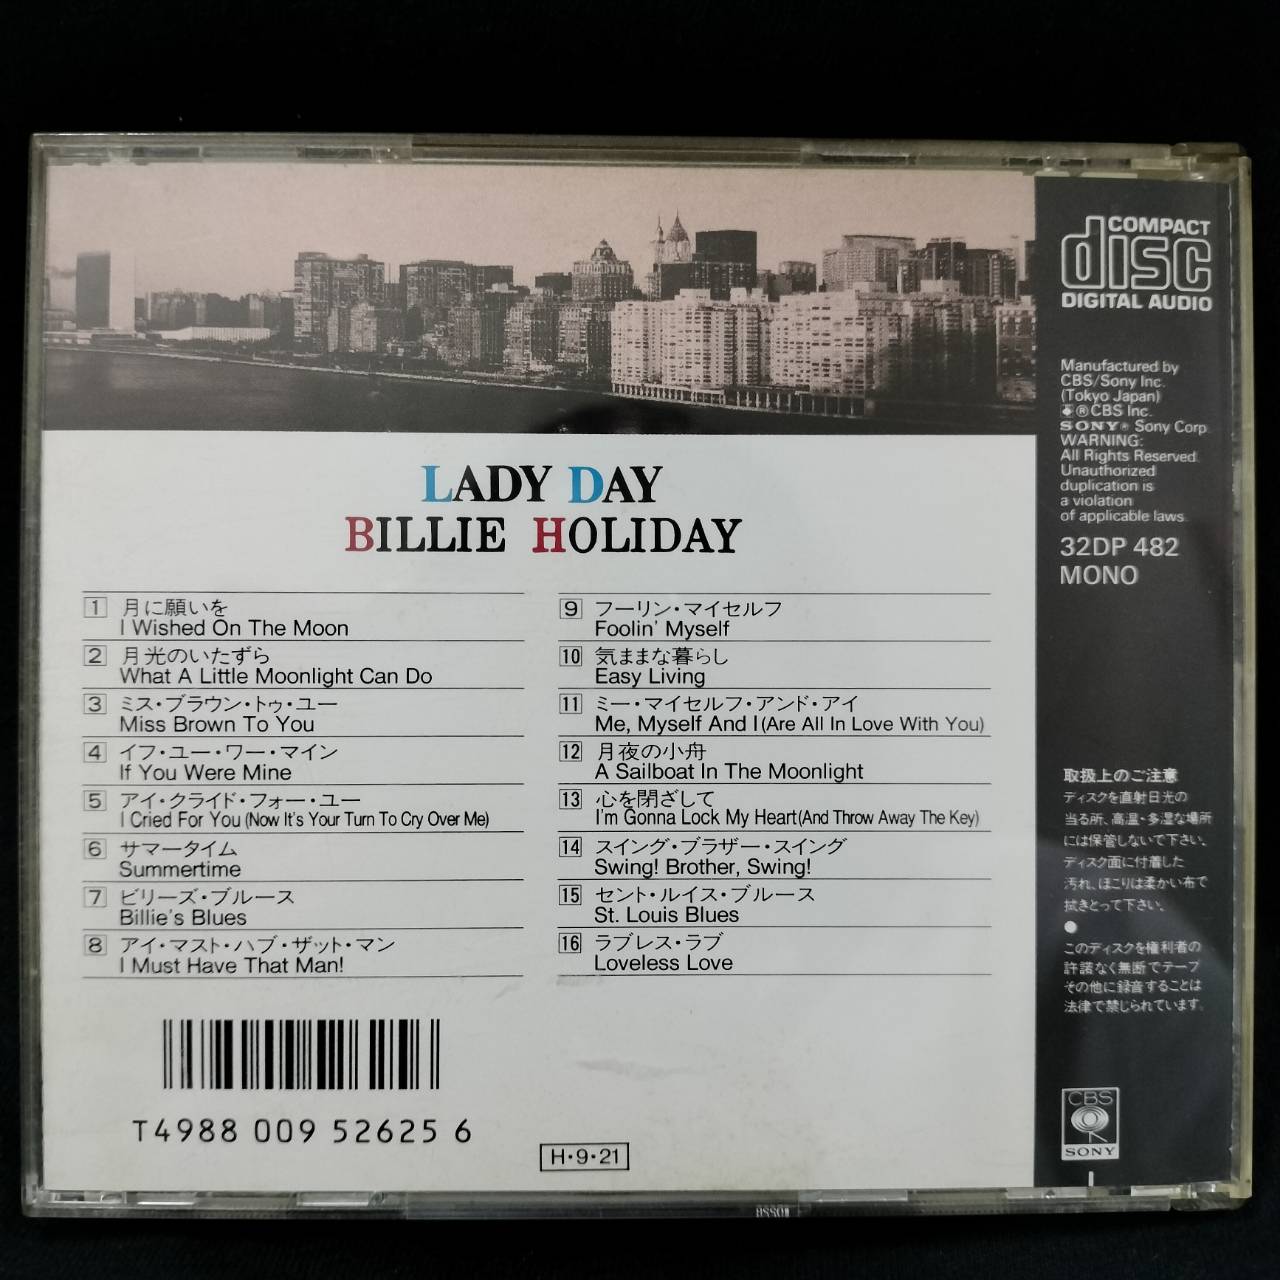 COMPACT
disc
DIGITAL AUDIO
Manufactured by
CBS/Sony Inc.
(Tokyo Japan)
®CBS Inc.
SONY® Sony Corp.
WARNING:
All Rights Reserved.
Unauthorized
duplication is
a violation
of applicable laws.
32DP 482
MONO
LADY DAY
BILLIE HOLIDAY
1 月に願いを
I Wished On The Moon
2 月光のいたずら
What A Little Moonlight Can Do
3 ミス・ブラウン・トゥ・ユー
Miss Brown To You
4 イフ・ユー・ワー・マイン
If You Were Mine
5 アイ・クライド・フォー・ユー
I Cried For You (Now It's Your Turn To Cry Over Me)
6 サマータイム
Summertime
7 ビリーズ・ブルース
Billie's Blues
8 アイ・マスト・ハブ・ザット・マン
I Must Have That Man!
9 フーリン・マイセルフ
Foolin' Myself
10 気ままな暮らし
Easy Living
11 ミー・マイセルフ・アンド・アイ
Me, Myself And I (Are All In Love With You)
12 月夜の小舟
A Sailboat In The Moonlight
13 心を閉ざして
I'm Gonna Lock My Heart (And Throw Away The Key)
14 スイング・ブラザー・スイング
Swing! Brother, Swing!
15 セント・ルイス・ブルース
St. Louis Blues
16 ラブレス・ラブ
Loveless Love
取扱上のご注意
ディスクを直射日光の
当る所、高温・多湿な場所
には保管しないで下さい。
ディスク面に付着した
汚れ、ほこりは柔かい布で
拭きとって下さい。
●
このディスクを権利者の
許諾なく無断でテープ
その他に録音することは
法律で禁じられています。
CBS
SONY
T4988 009 52625 6
H・9・21